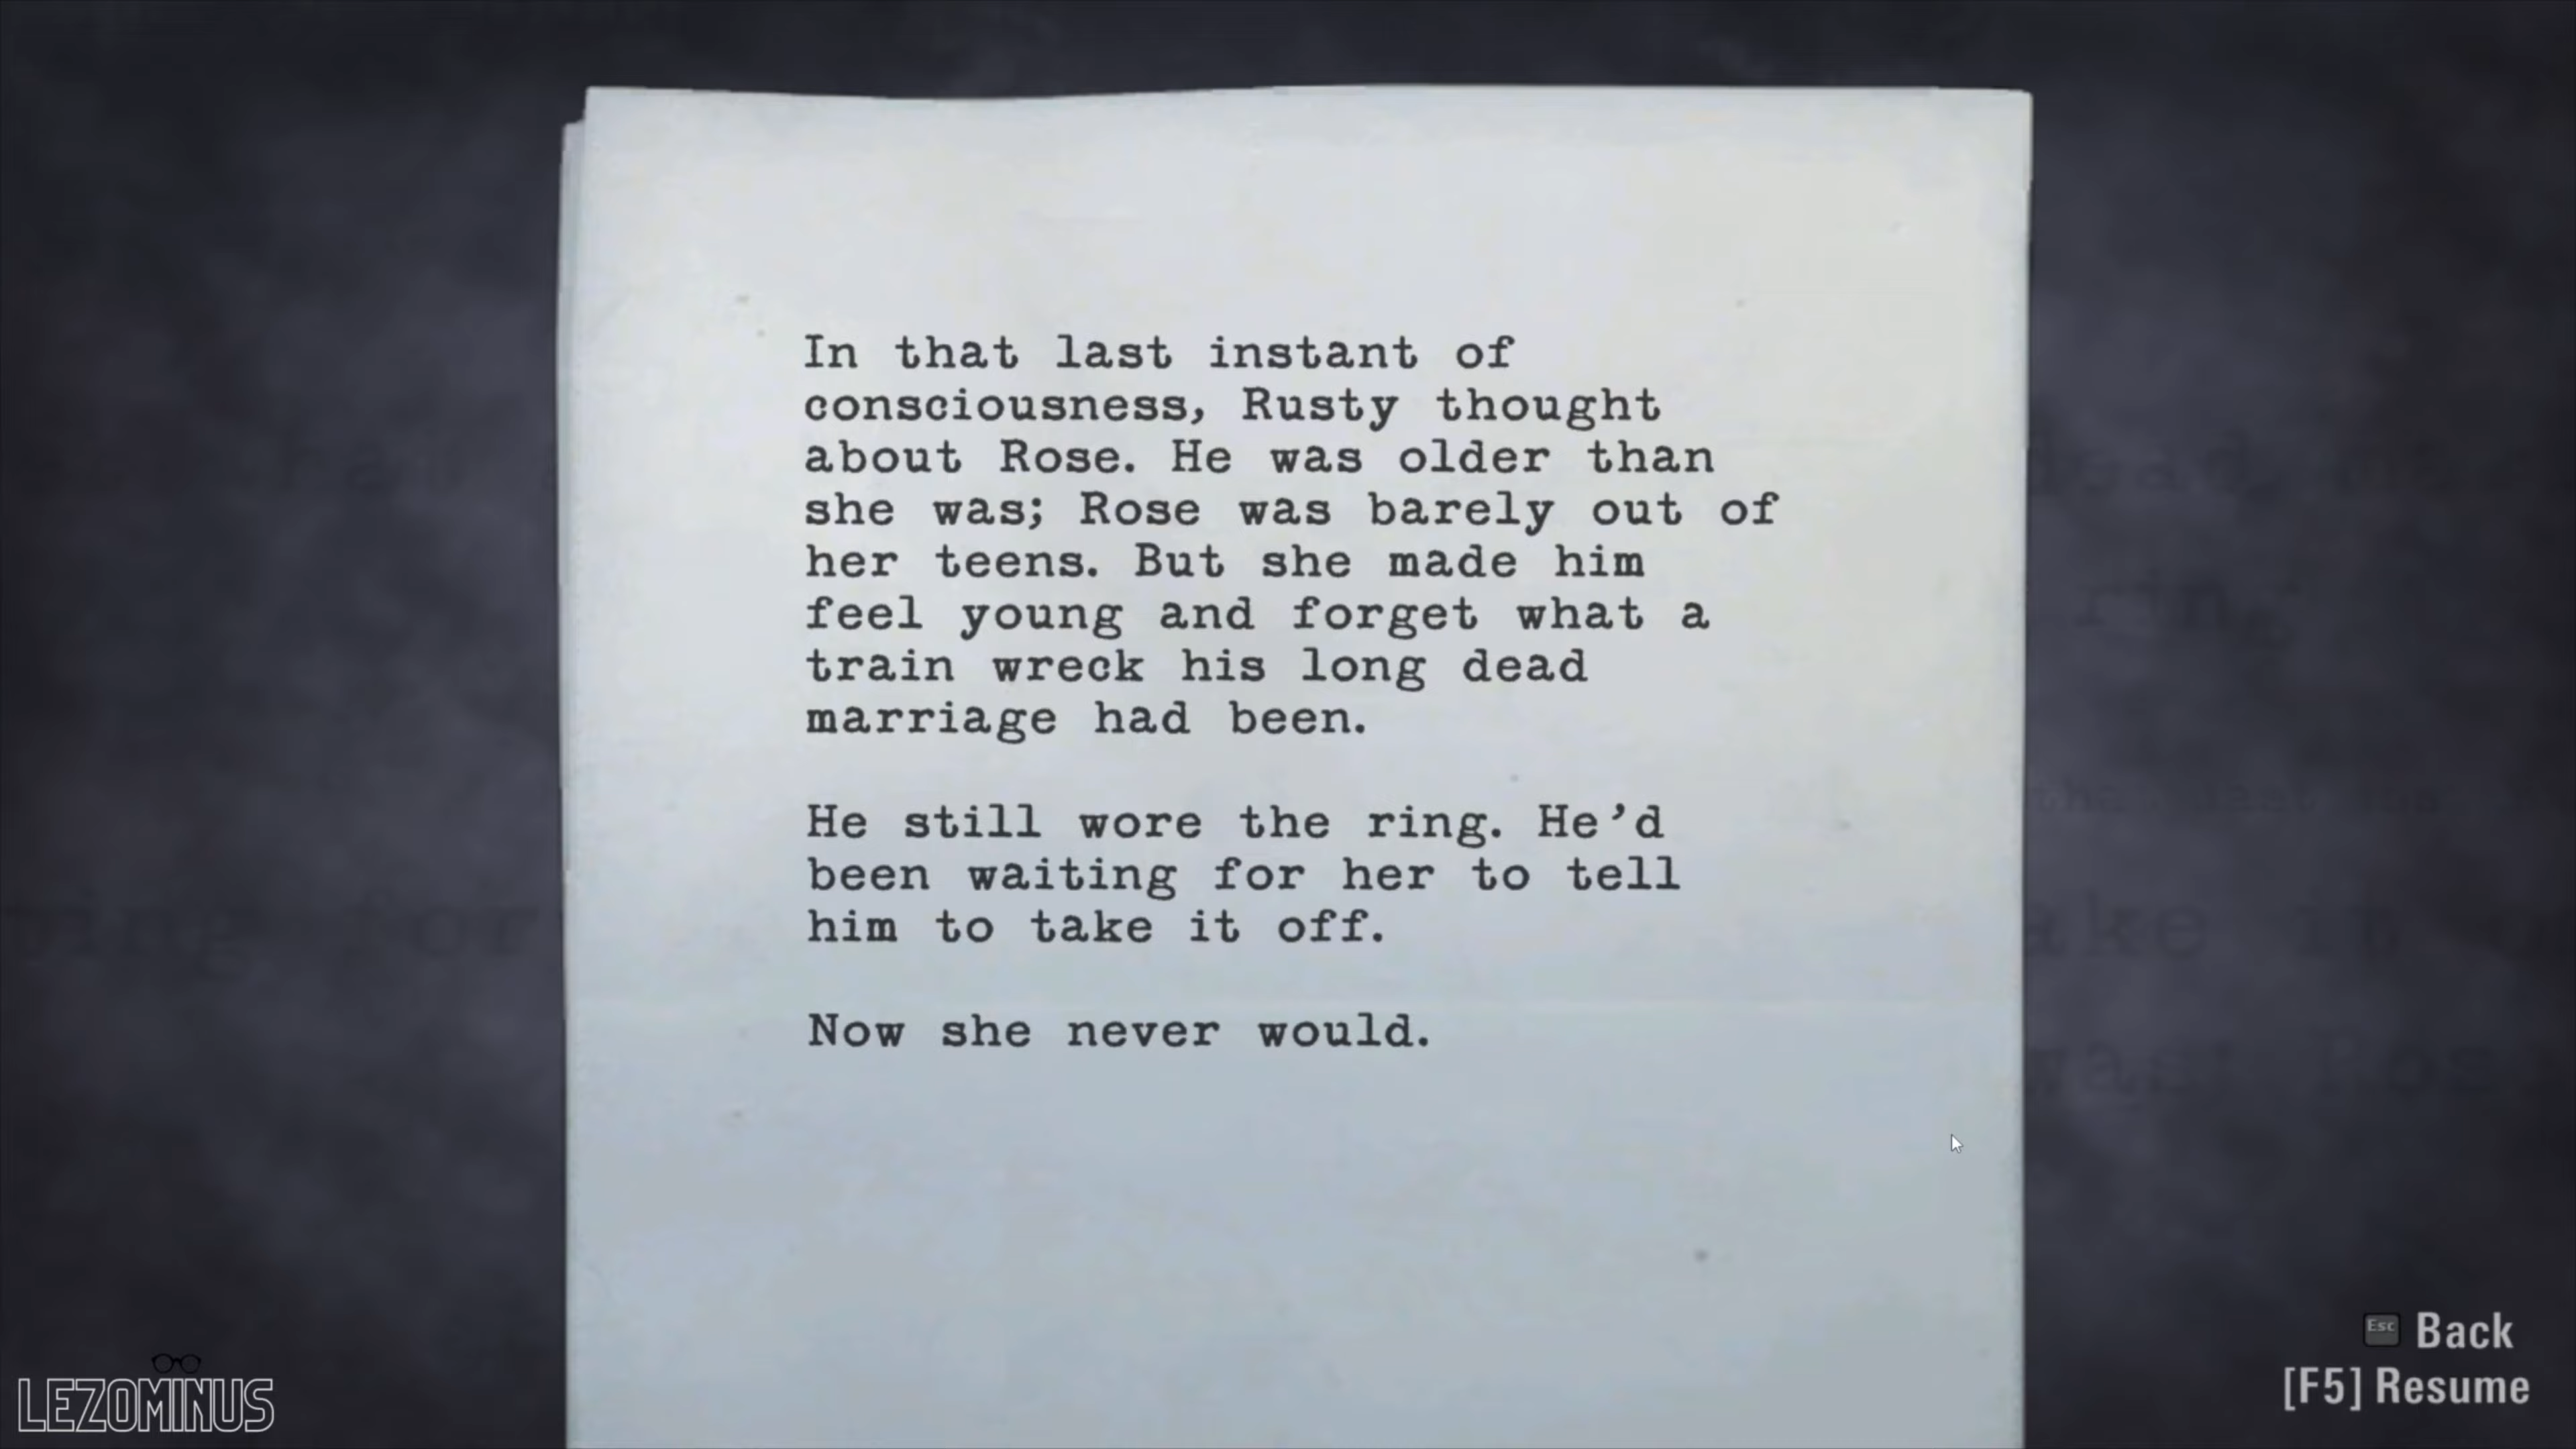 In that last instant of
consciousness, Rusty thought
about Rose. He was older than
she was; Rose was barely out of
her teens. But she made him
feel young and forget what a
train wreck his long dead
marriage had been.
He still wore the ring. He’d
been waiting for her to tell
him to take it off.
Now she never would.
Esc Back
[F5] Resume
LEZOMINUS